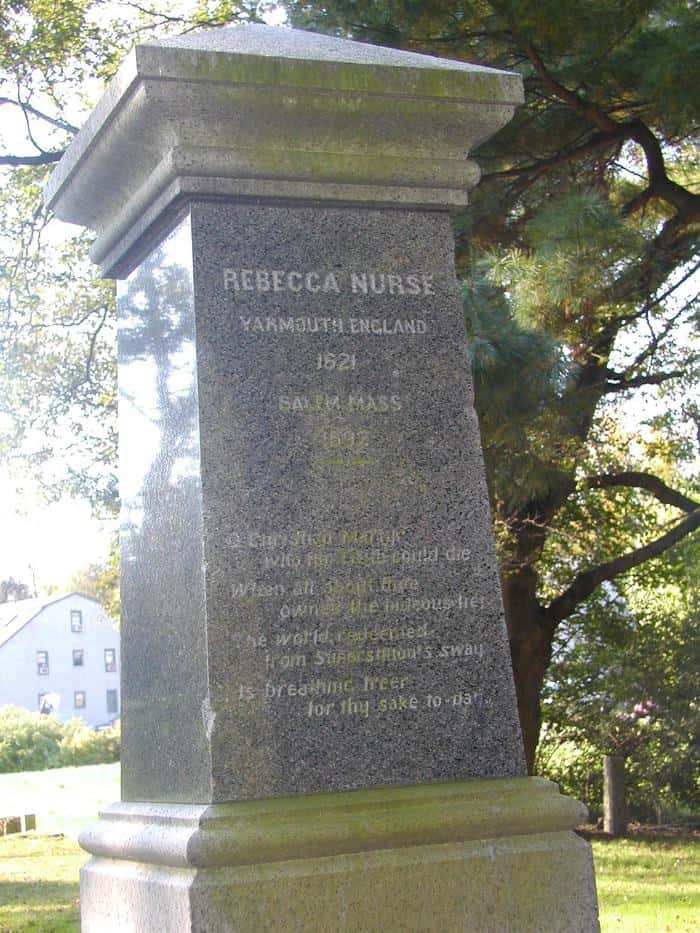 REBECCA NURSE
YARMOUTH ENGLAND
1621
SALEM MASS
1692
O Christian Martyr
who for Truth could die
When all about thee
owned the hideous lie!
The world, redeemed
from Superstition's sway,
Is breathing freer
for thy sake to-day.